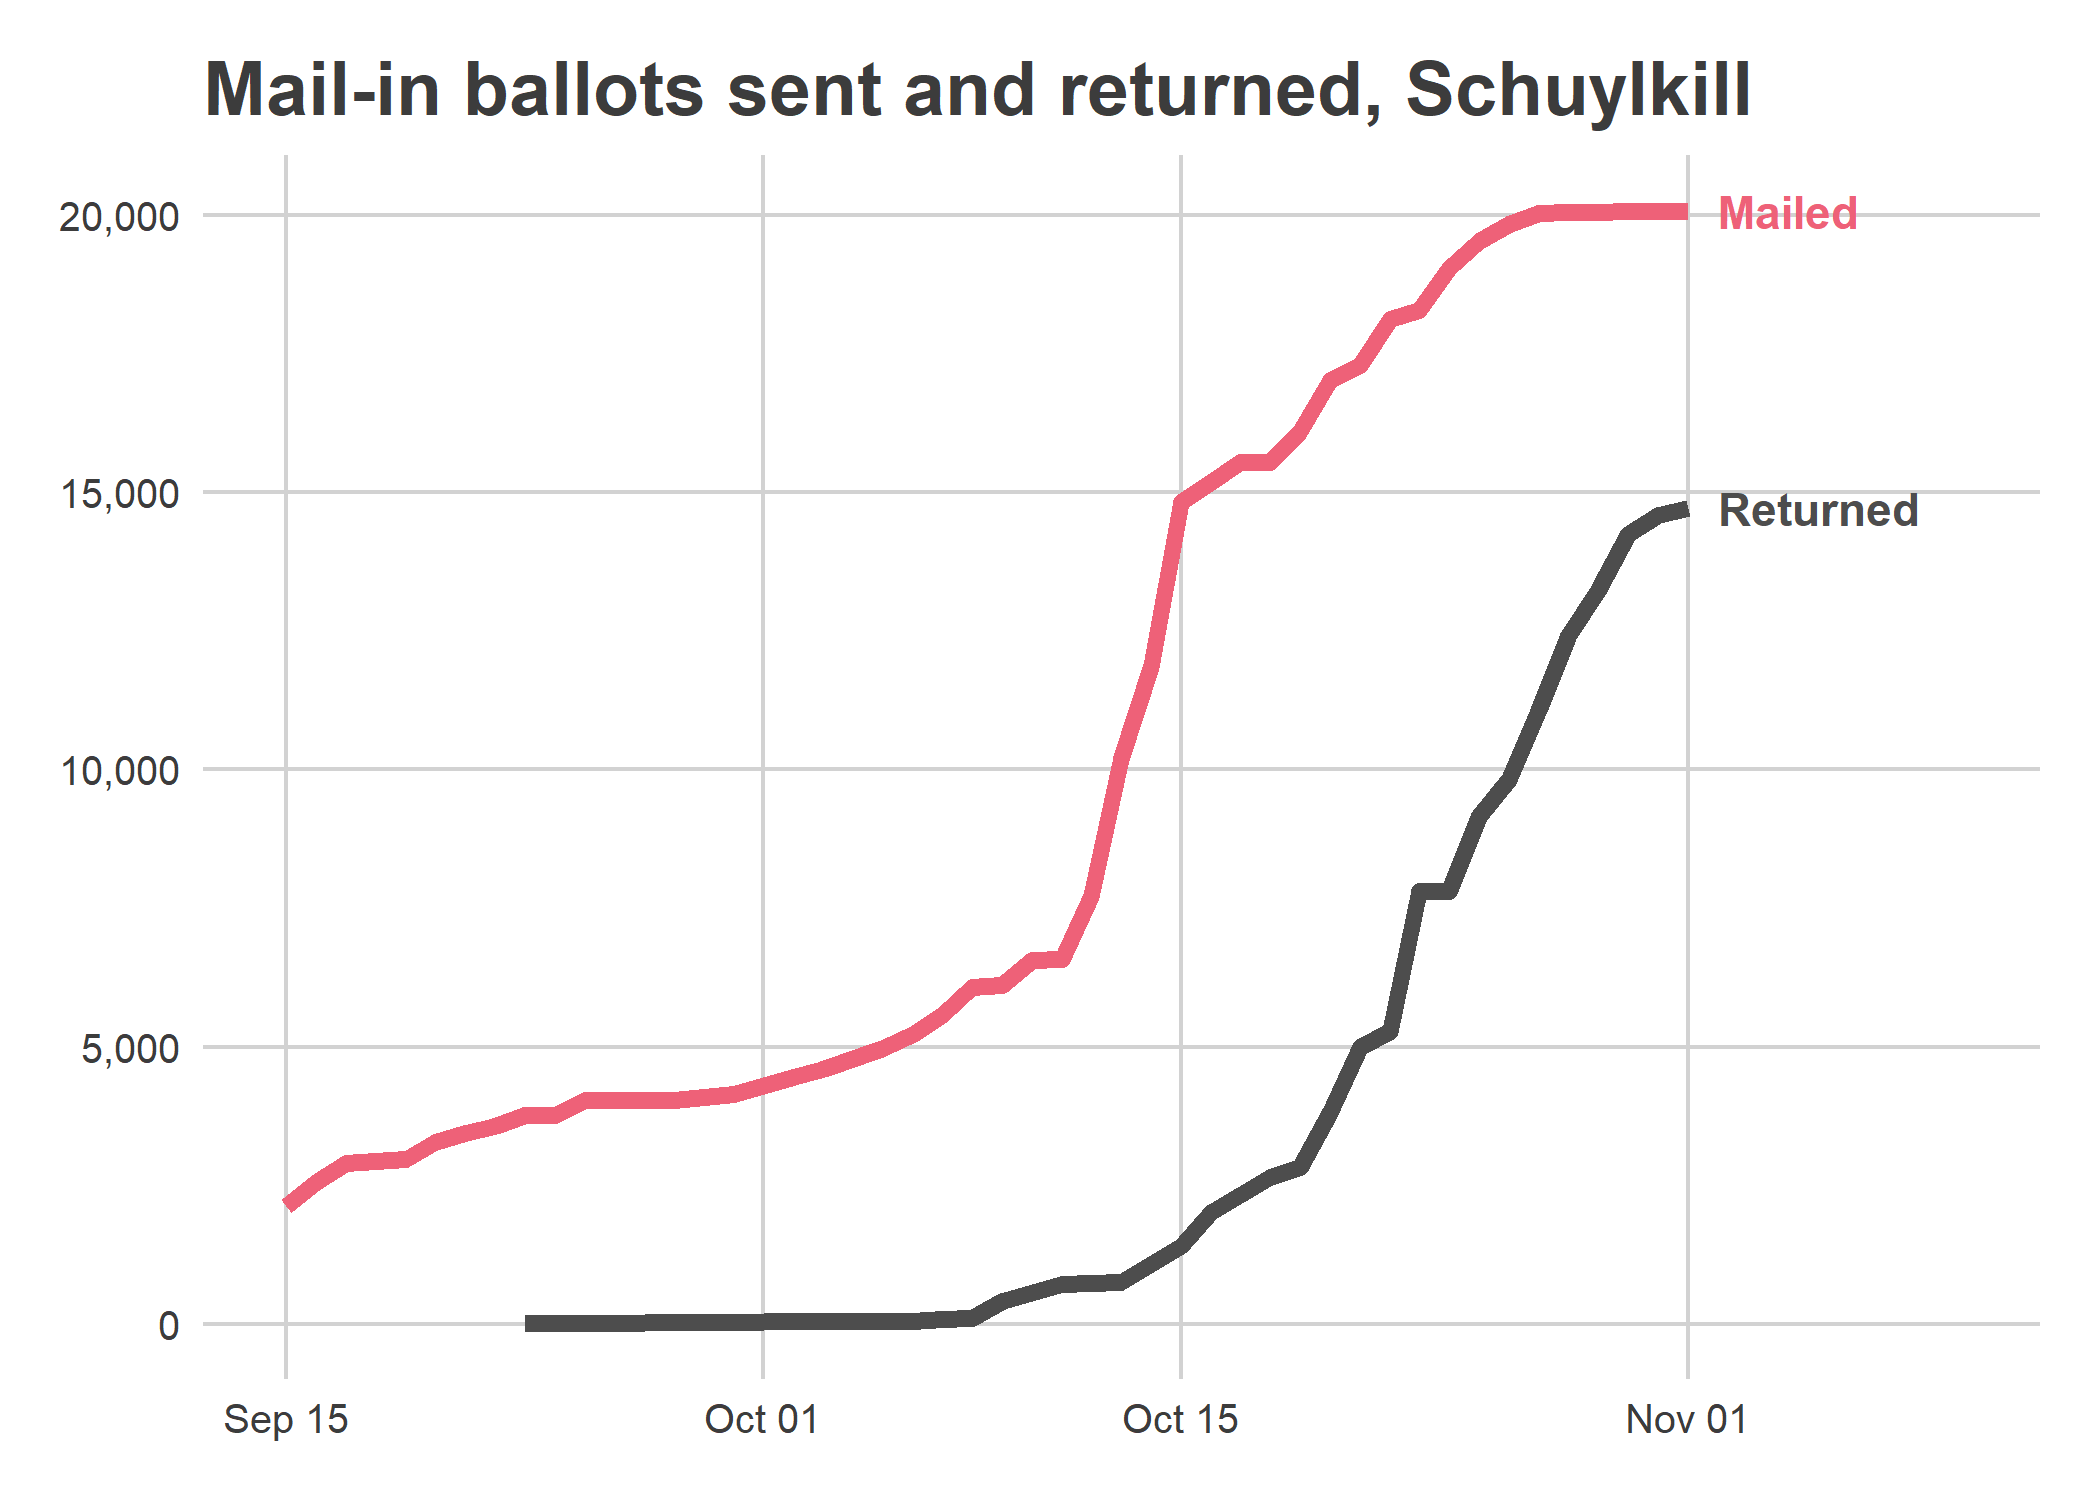 Mail-in ballots sent and returned, Schuylkill
20,000
Mailed
15,000
Returned
10,000
5,000
0
Sep 15
Oct 01
Oct 15
Nov 01